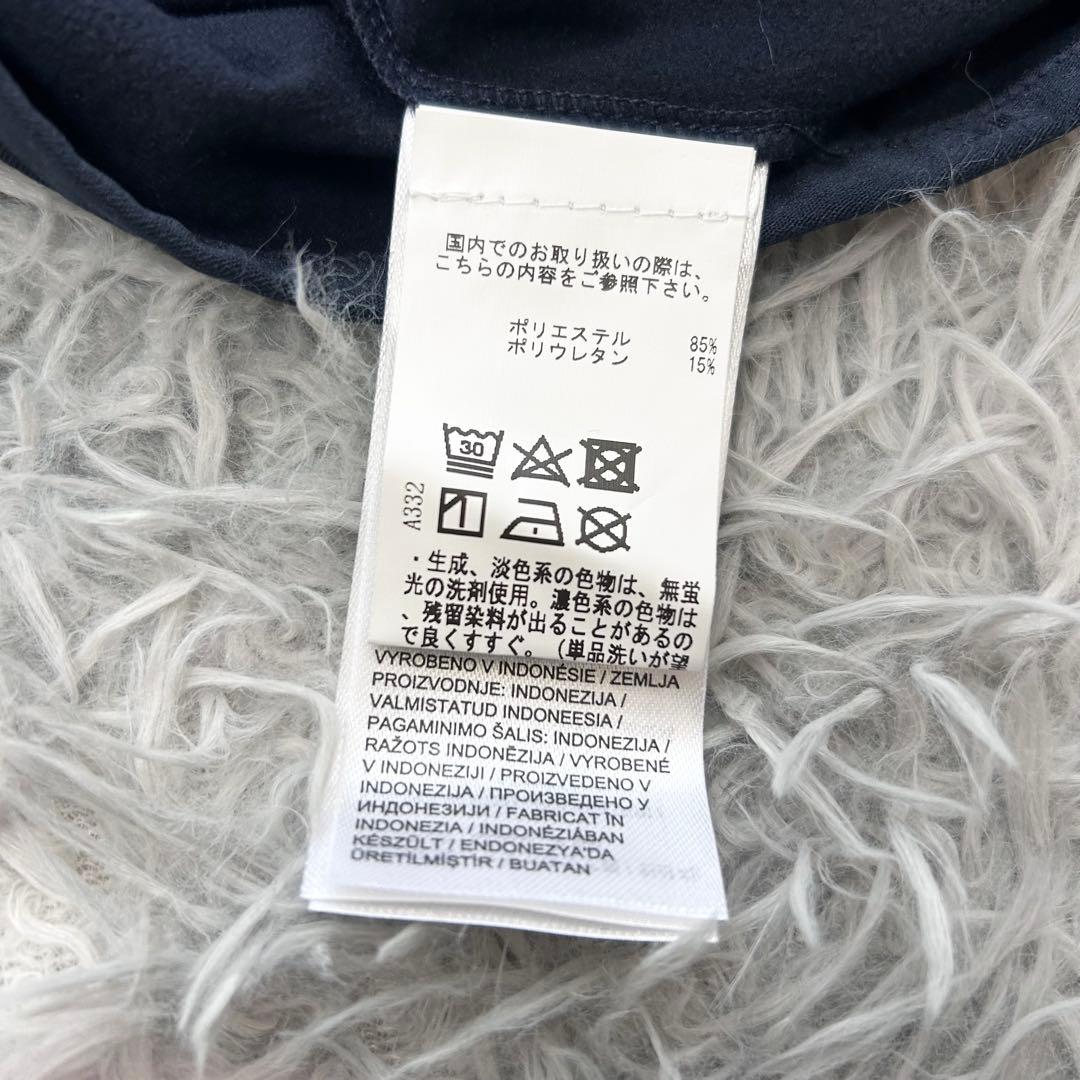 国内でのお取り扱いの際は、
こちらの内容をご参照下さい。
ポリエステル 85%
ポリウレタン 15%
30
A332
・生成、淡色系の色物は、無蛍
光の洗剤使用。濃色系の色物は
、残留染料が出ることがあるの
で良くすすぐ。(単品洗いが望
VYROBENO V INDONÉSIE / ZEMLJA
PROIZVODNJE: INDONEZIJA /
VALMISTATUD INDONEESIA /
PAGAMINIMO ŠALIS: INDONEZIJA /
RAŽOTS INDONĒZIJA / VYROBENÉ
V INDONEZIJI / PROIZVEDENO V
INDONEZIJA / ПРОИЗВЕДЕНО У
ИНДОНЕЗИЈИ / FABRICAT ÎN
INDONEZIA / INDONÉZIÁBAN
KÉSZÜLT / ENDONEZYA'DA
ÜRETİLMİŞTİR / BUATAN